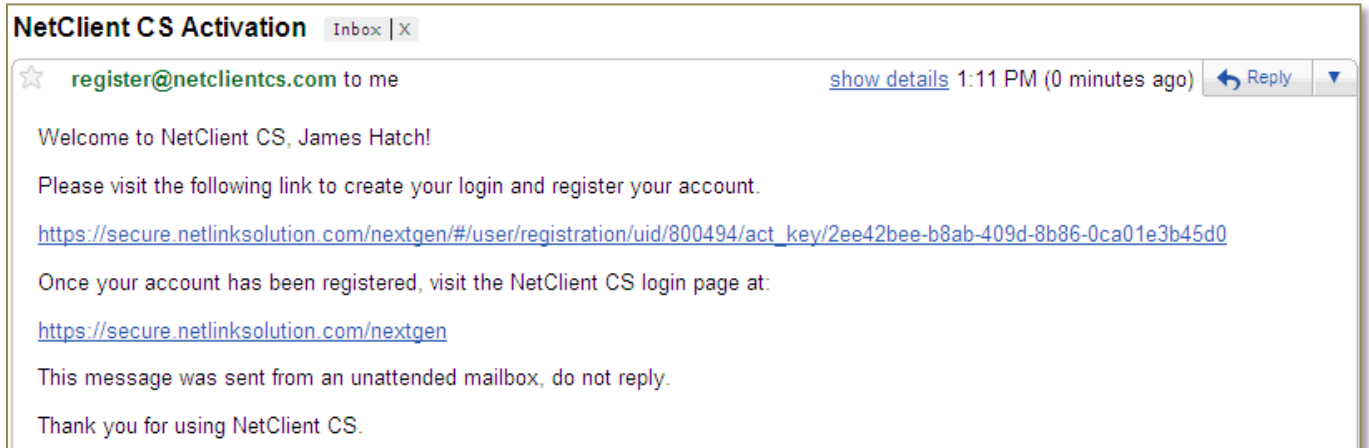 NetClient CS Activation Inbox | X
register@netclientcs.com to me show details 1:11 PM (0 minutes ago) Reply
Welcome to NetClient CS, James Hatch!
Please visit the following link to create your login and register your account.
https://secure.netlinksolution.com/nextgen/#/user/registration/uid/800494/act_key/2ee42bee-b8ab-409d-8b86-0ca01e3b45d0
Once your account has been registered, visit the NetClient CS login page at:
https://secure.netlinksolution.com/nextgen
This message was sent from an unattended mailbox, do not reply.
Thank you for using NetClient CS.